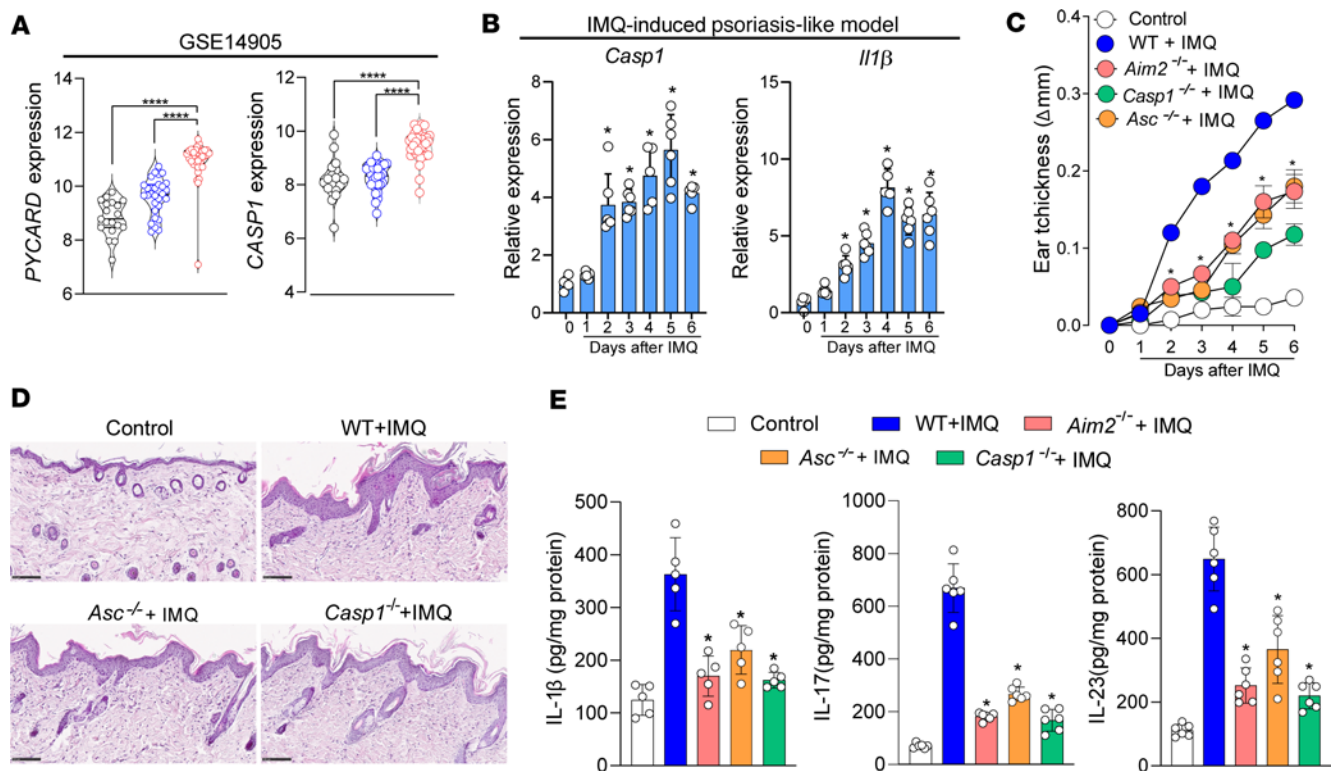 A
GSE14905
PYCARD expression
14
12
10
8
6
****
****
CASP1 expression
12
10
8
6
4
****
****
B
IMQ-induced psoriasis-like model
Casp1
Relative expression
8
6
4
2
0
* * * * *
0 1 2 3 4 5 6
Days after IMQ
Il1β
Relative expression
15
10
5
0
* * * * *
0 1 2 3 4 5 6
Days after IMQ
C
Control
WT + IMQ
Aim2-/- + IMQ
Casp1-/- + IMQ
Asc-/- + IMQ
Ear tchickness (Δmm)
0.4
0.3
0.2
0.1
0.0
* * * * *
0 1 2 3 4 5 6
Days after IMQ
D
Control
WT+IMQ
Asc-/- + IMQ
Casp1-/-+IMQ
E
Control WT+IMQ Aim2-/-+ IMQ
Asc-/-+ IMQ Casp1-/-+ IMQ
IL-1β (pg/mg protein)
500
400
300
200
100
0
* * *
IL-17(pg/mg protein)
1000
800
600
400
200
0
* * *
IL-23(pg/mg protein)
800
600
400
200
0
* * *